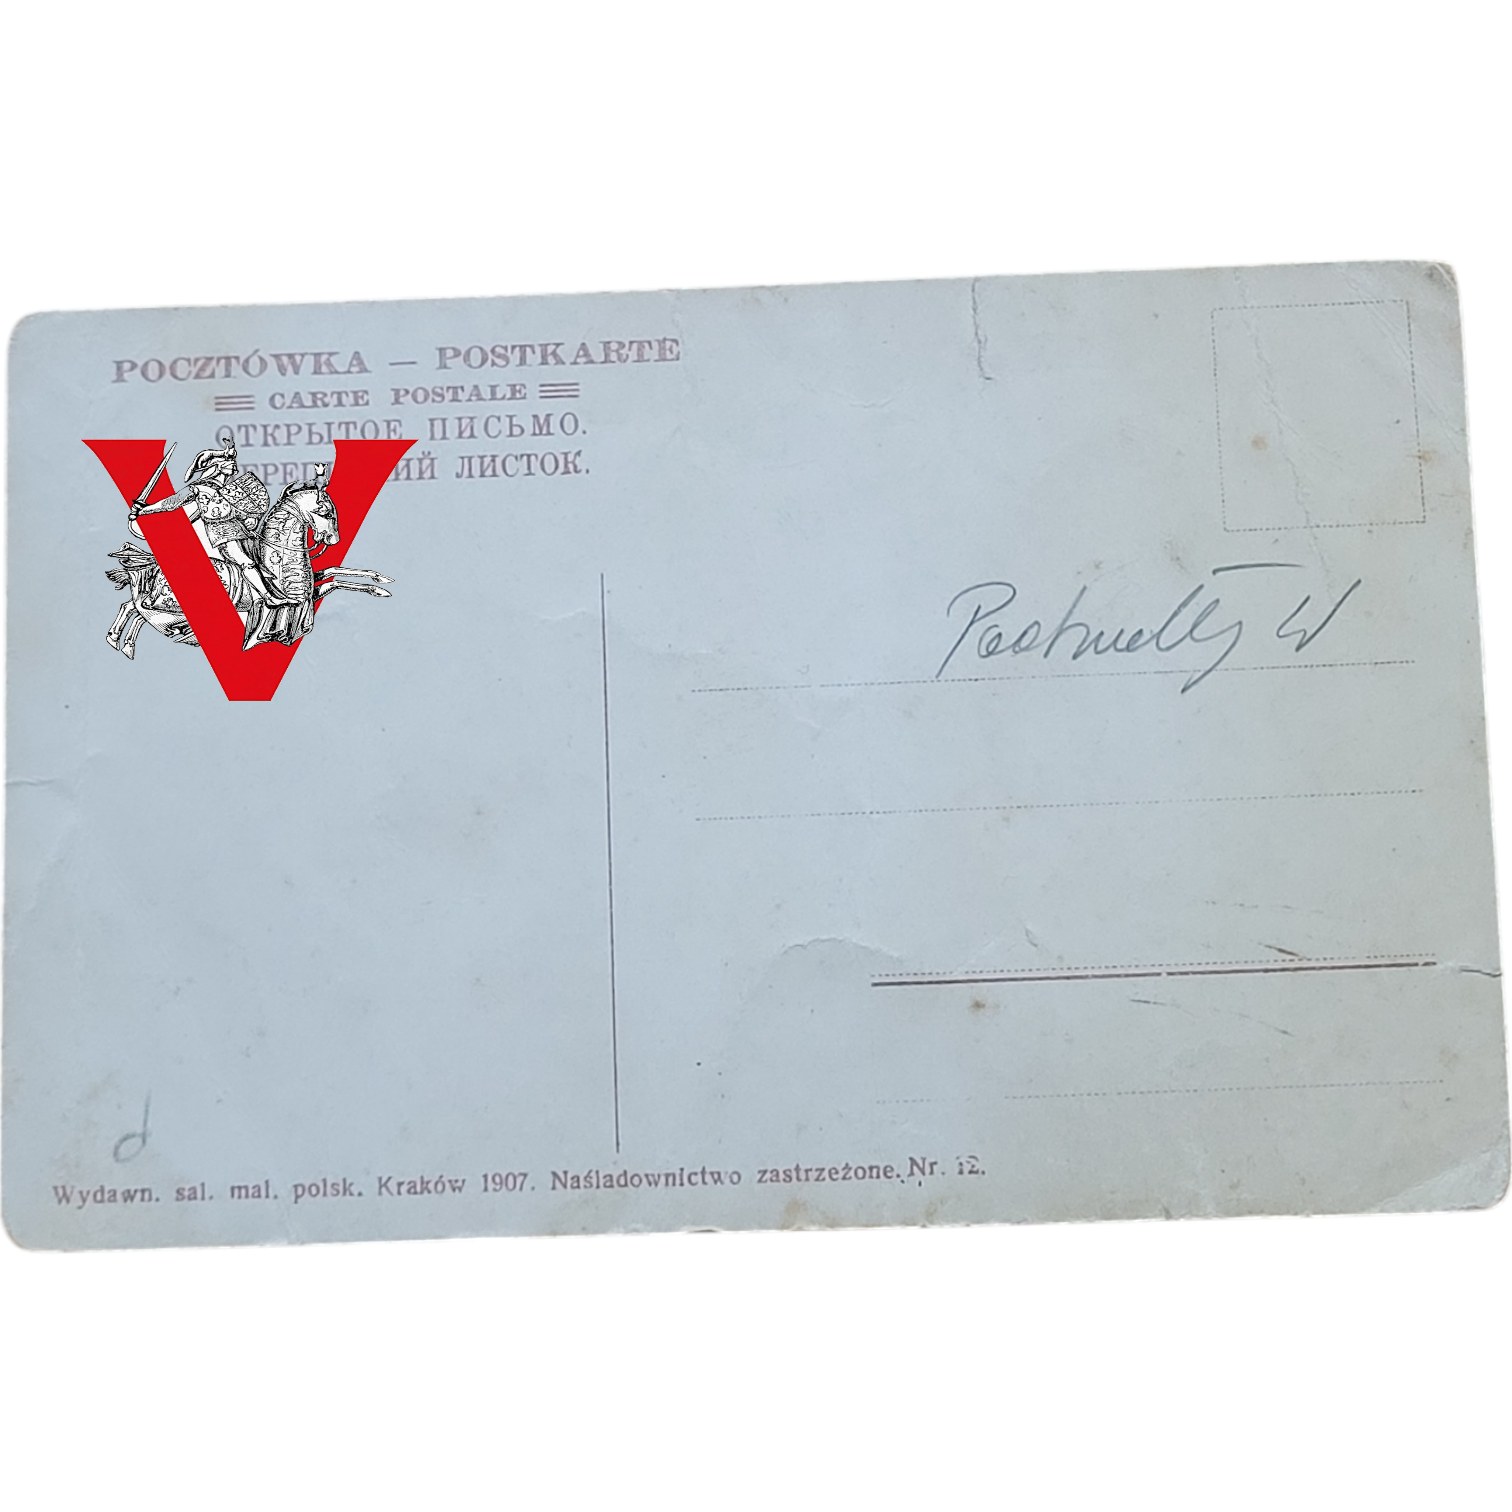 POCZTÓWKA — POSTKARTE
CARTE POSTALE
ОТКРЫТОЕ ПИСЬМО.
ЛИСТОК.
V
W
d
Wydawn. sal. mal. polsk. Kraków 1907. Naśladownictwo zastrzeżone. Nr. 12.